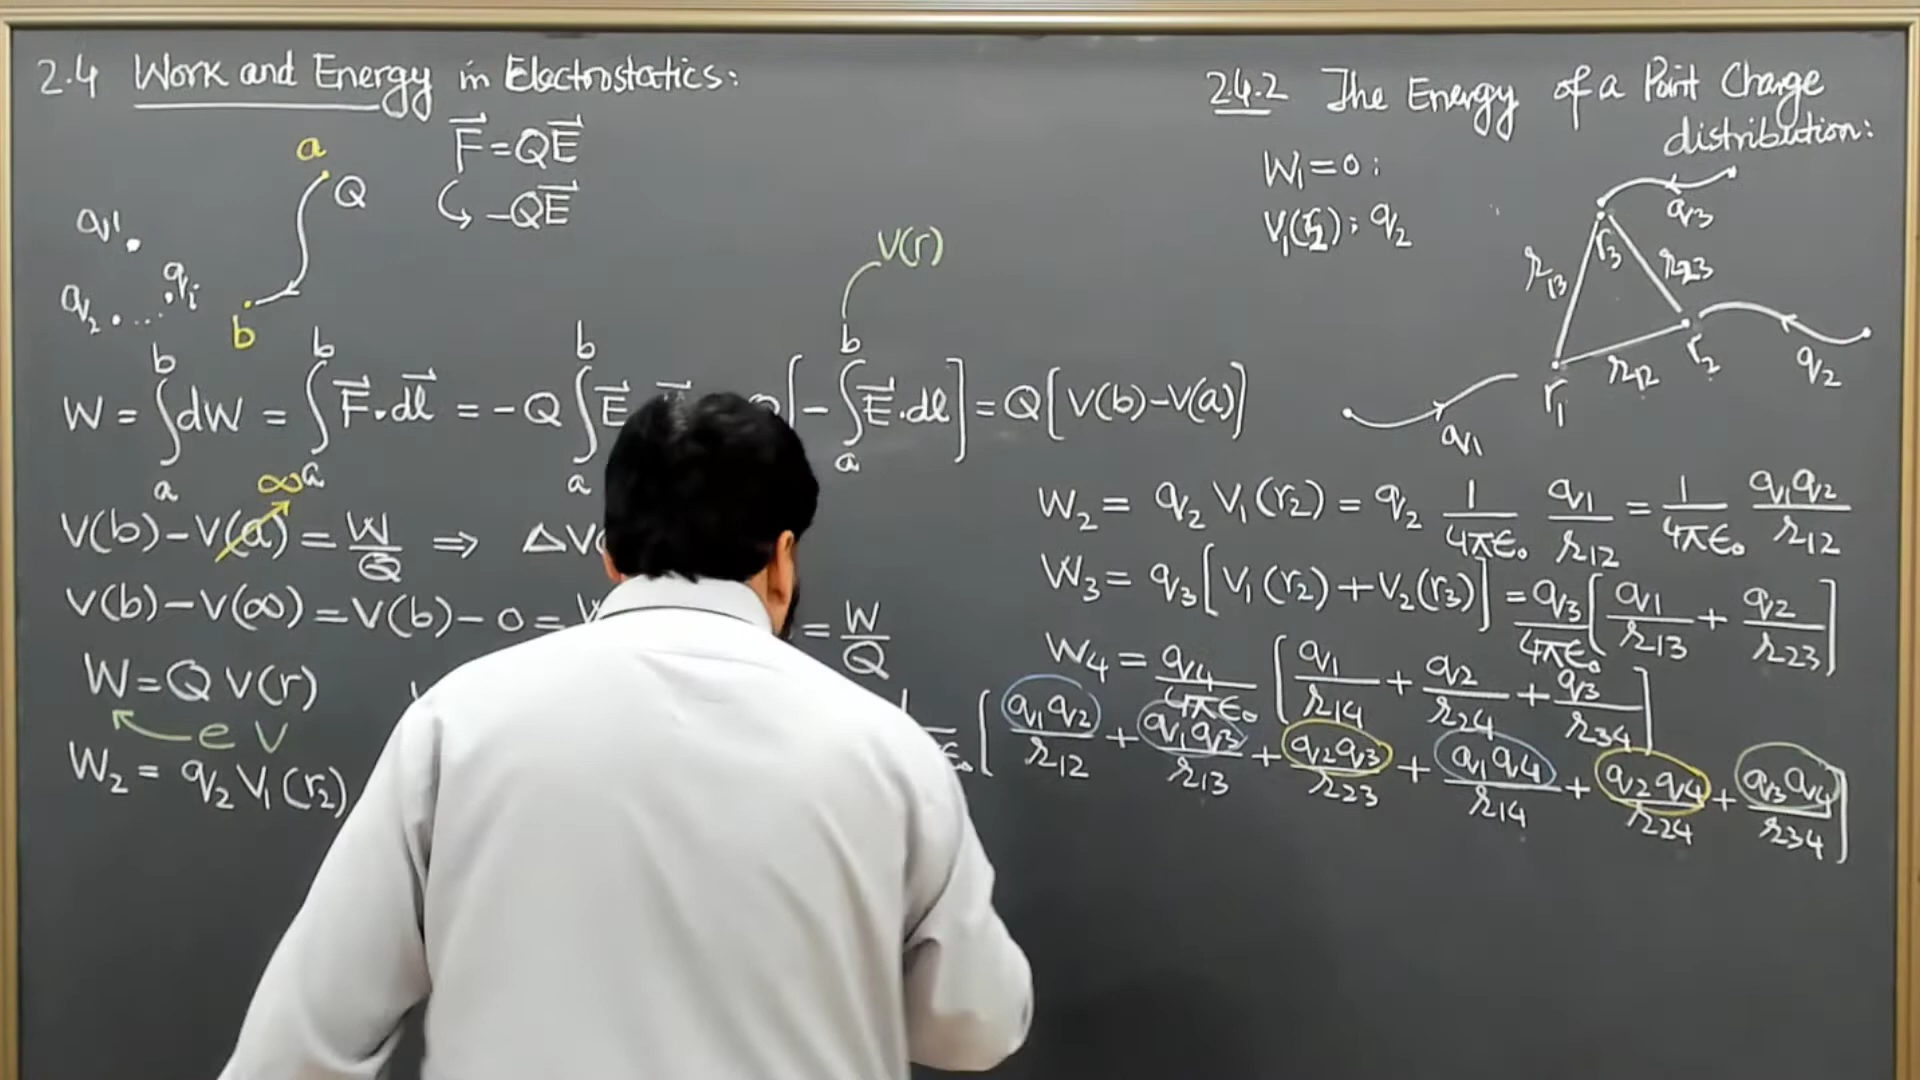 2.4 Work and Energy in Electrostatics:
F⃗ = QE⃗
↳ -QE⃗
a
Q
q1
q2 . . . . qi
b
V(r)
W = ∫_a^b dW = ∫_a^b F⃗ . dl⃗ = -Q ∫_a^b E⃗ [ - ∫_a^b E⃗ . dl ] = Q [ V(b) - V(a) ]
∞
V(b) - V(a) = W/Q ⇒ ΔV
V(b) - V(∞) = V(b) - 0 = = W/Q
W = Q V(r)
e V
W2 = q2 V1(r2)
2.4.2 The Energy of a Point Charge
distribution:
W1 = 0 :
V1(r2) : q2
q3
r3
r13
r23
r2
r12
q2
r1
q1
W2 = q2 V1(r2) = q2 1/4πϵ0 q1/r12 = 1/4πϵ0 q1q2/r12
W3 = q3 [ V1(r2) + V2(r3) ] = q3/4πϵ0 [ q1/r13 + q2/r23 ]
W4 = q4/4πϵ0 [ q1/r14 + q2/r24 + q3/r34 ]
[ q1q2/r12 + q1q3/r13 + q2q3/r23 + q1q4/r14 + q2q4/r24 + q3q4/r34 ]